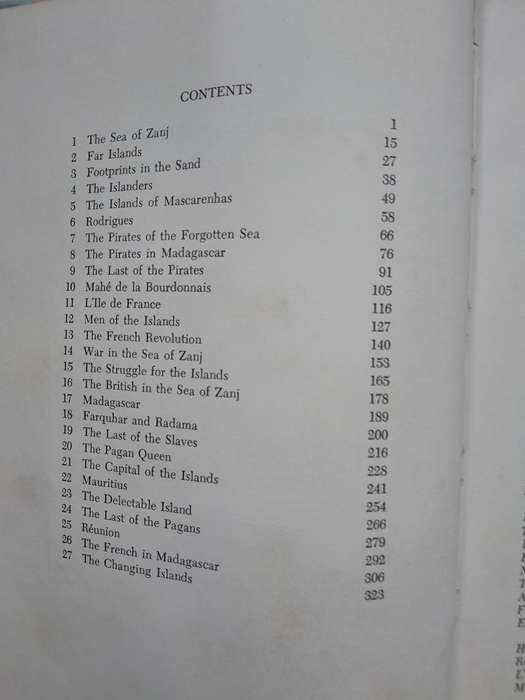 CONTENTS
1 The Sea of Zanj 1
2 Far Islands 15
3 Footprints in the Sand 27
4 The Islanders 38
5 The Islands of Mascarenhas 49
6 Rodrigues 58
7 The Pirates of the Forgotten Sea 66
8 The Pirates in Madagascar 76
9 The Last of the Pirates 91
10 Mahé de la Bourdonnais 105
11 L'Ile de France 116
12 Men of the Islands 127
13 The French Revolution 140
14 War in the Sea of Zanj 153
15 The Struggle for the Islands 165
16 The British in the Sea of Zanj 178
17 Madagascar 189
18 Farquhar and Radama 200
19 The Last of the Slaves 216
20 The Pagan Queen 228
21 The Capital of the Islands 241
22 Mauritius 254
23 The Delectable Island 266
24 The Last of the Pagans 279
25 Réunion 292
26 The French in Madagascar 306
27 The Changing Islands 323